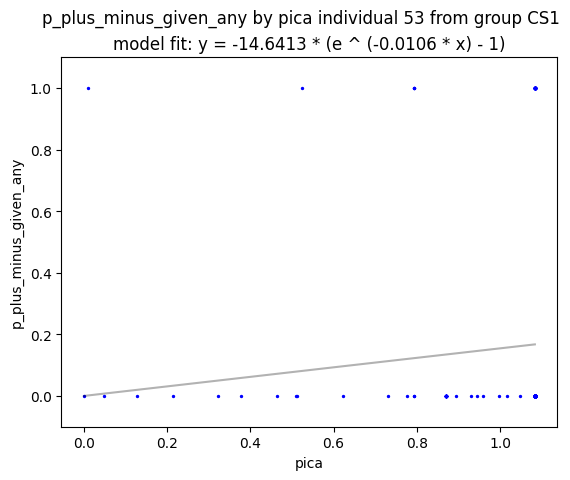 p_plus_minus_given_any by pica individual 53 from group CS1
model fit: y = -14.6413 * (e ^ (-0.0106 * x) - 1)
1.0
0.8
0.6
0.4
0.2
0.0
p_plus_minus_given_any
0.0 0.2 0.4 0.6 0.8 1.0
pica